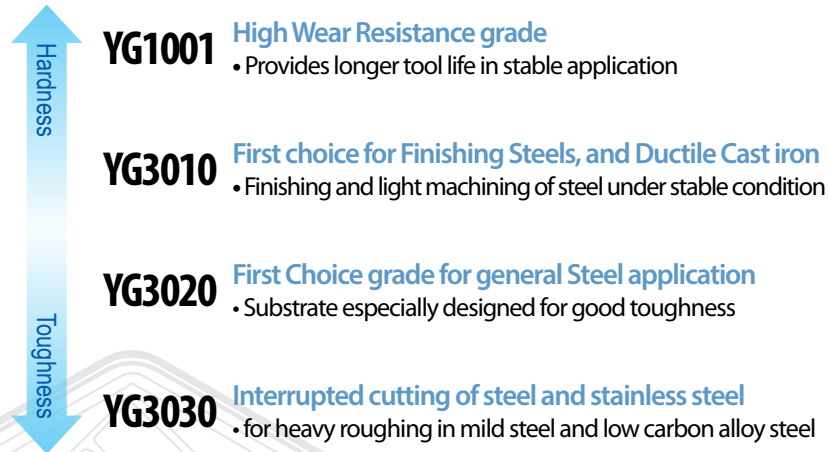 Hardness
Toughness
YG1001
High Wear Resistance grade
• Provides longer tool life in stable application
YG3010
First choice for Finishing Steels, and Ductile Cast iron
• Finishing and light machining of steel under stable condition
YG3020
First Choice grade for general Steel application
• Substrate especially designed for good toughness
YG3030
Interrupted cutting of steel and stainless steel
• for heavy roughing in mild steel and low carbon alloy steel